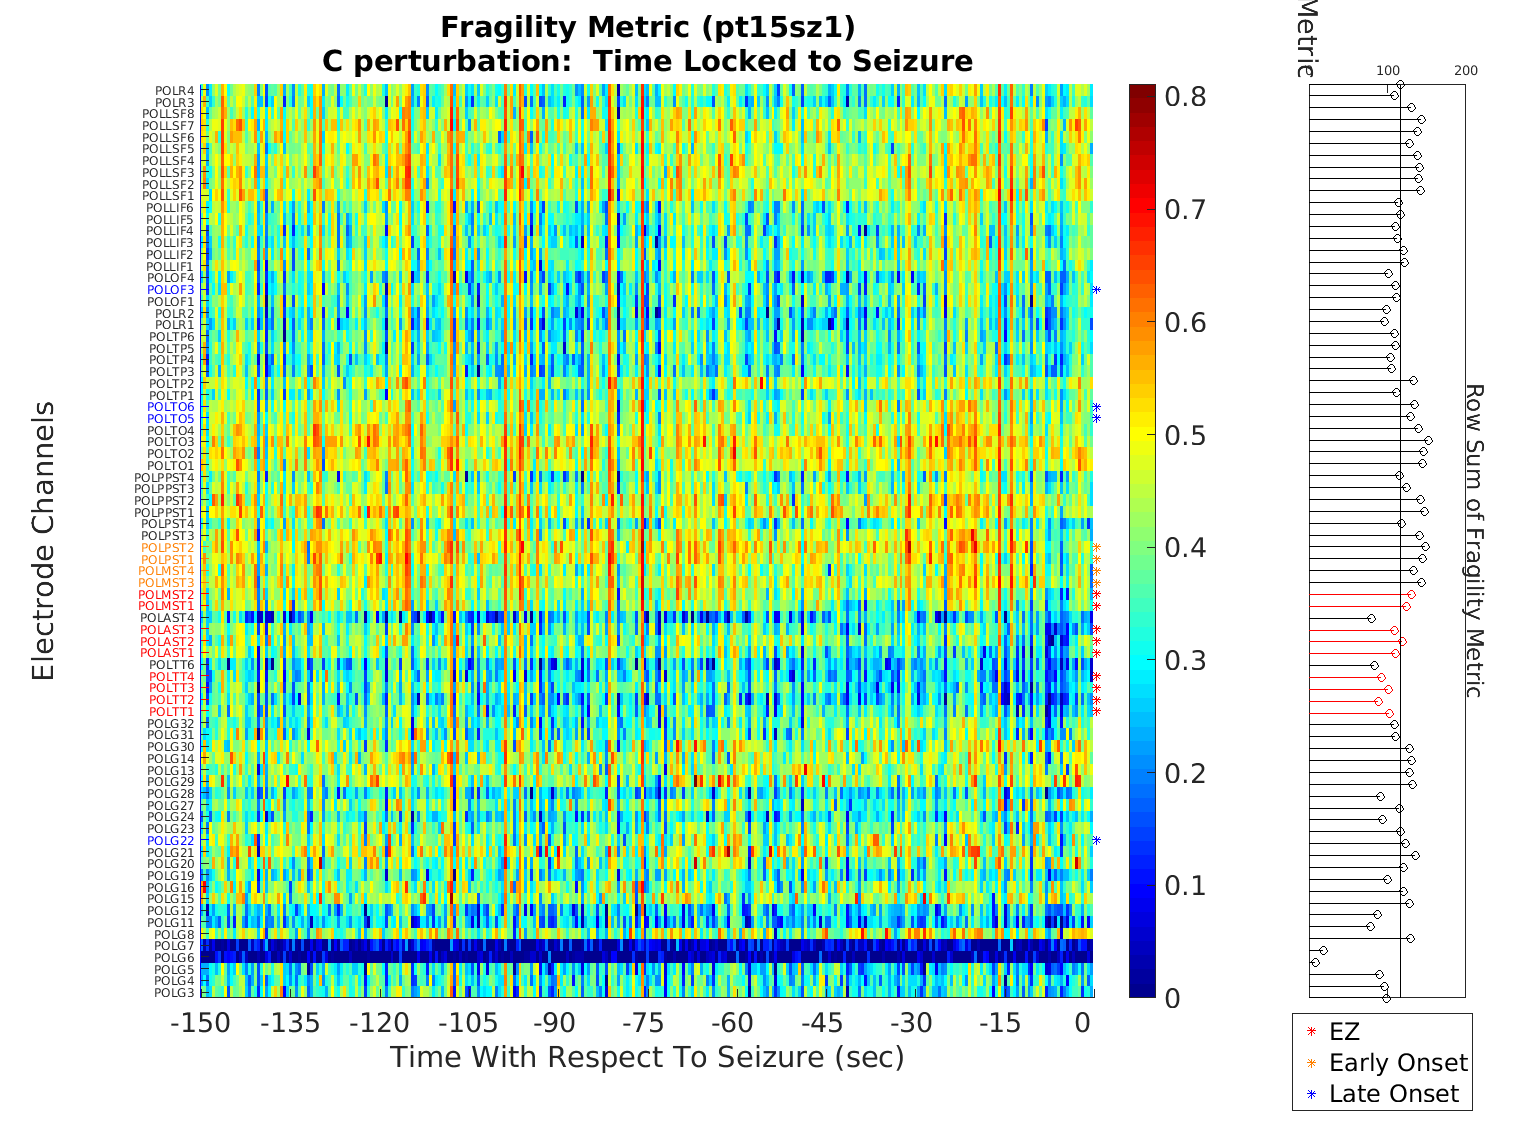 Fragility Metric (pt15sz1)
C perturbation:  Time Locked to Seizure
Electrode Channels
POLR4
POLR3
POLLSF8
POLLSF7
POLLSF6
POLLSF5
POLLSF4
POLLSF3
POLLSF2
POLLSF1
POLLIF6
POLLIF5
POLLIF4
POLLIF3
POLLIF2
POLLIF1
POLOF4
POLOF3
POLOF1
POLR2
POLR1
POLTP6
POLTP5
POLTP4
POLTP3
POLTP2
POLTP1
POLTO6
POLTO5
POLTO4
POLTO3
POLTO2
POLTO1
POLPPST4
POLPPST3
POLPPST2
POLPPST1
POLPST4
POLPST3
POLPST2
POLPST1
POLMST4
POLMST3
POLMST2
POLMST1
POLAST4
POLAST3
POLAST2
POLAST1
POLTT6
POLTT4
POLTT3
POLTT2
POLTT1
POLG32
POLG31
POLG30
POLG14
POLG13
POLG29
POLG28
POLG27
POLG24
POLG23
POLG22
POLG21
POLG20
POLG19
POLG16
POLG15
POLG12
POLG11
POLG8
POLG7
POLG6
POLG5
POLG4
POLG3
-150 -135 -120 -105 -90 -75 -60 -45 -30 -15 0
Time With Respect To Seizure (sec)
0.8
0.7
0.6
0.5
0.4
0.3
0.2
0.1
0
Metric
100 200
Row Sum of Fragility Metric
EZ
Early Onset
Late Onset